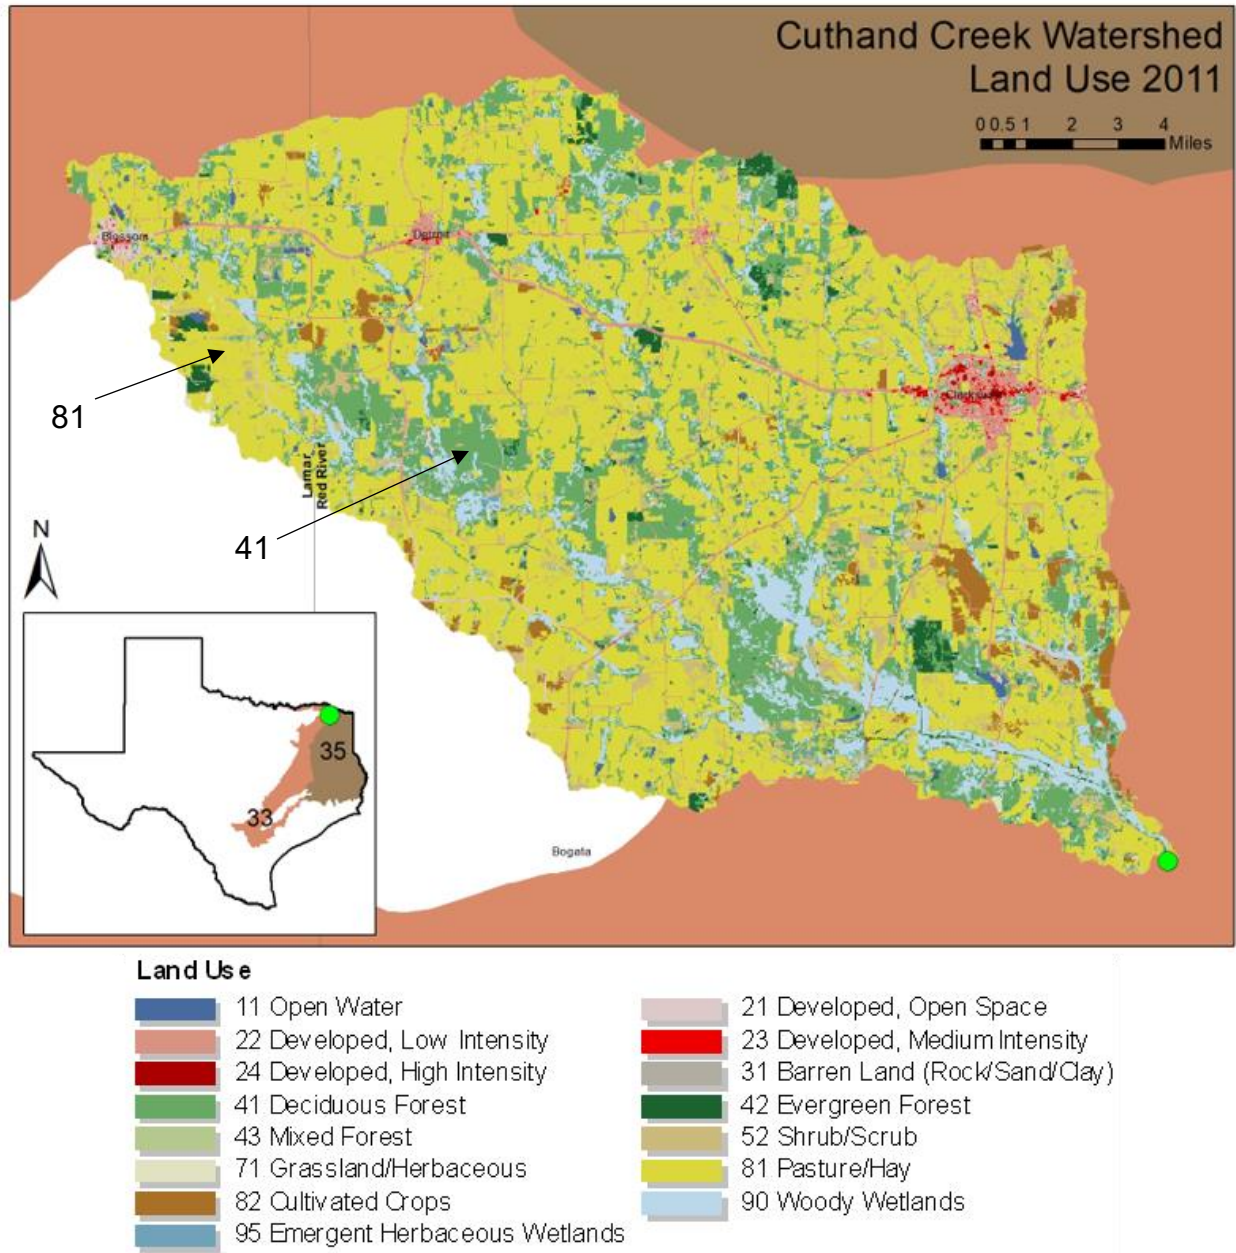 Cuthand Creek Watershed
Land Use 2011
0 0.5 1 2 3 4
Miles
Blossom
Detroit
Clarksville
81
Lamar
Red River
41
N
35
33
Bogata
Land Use
11 Open Water
21 Developed, Open Space
22 Developed, Low Intensity
23 Developed, Medium Intensity
24 Developed, High Intensity
31 Barren Land (Rock/Sand/Clay)
41 Deciduous Forest
42 Evergreen Forest
43 Mixed Forest
52 Shrub/Scrub
71 Grassland/Herbaceous
81 Pasture/Hay
82 Cultivated Crops
90 Woody Wetlands
95 Emergent Herbaceous Wetlands